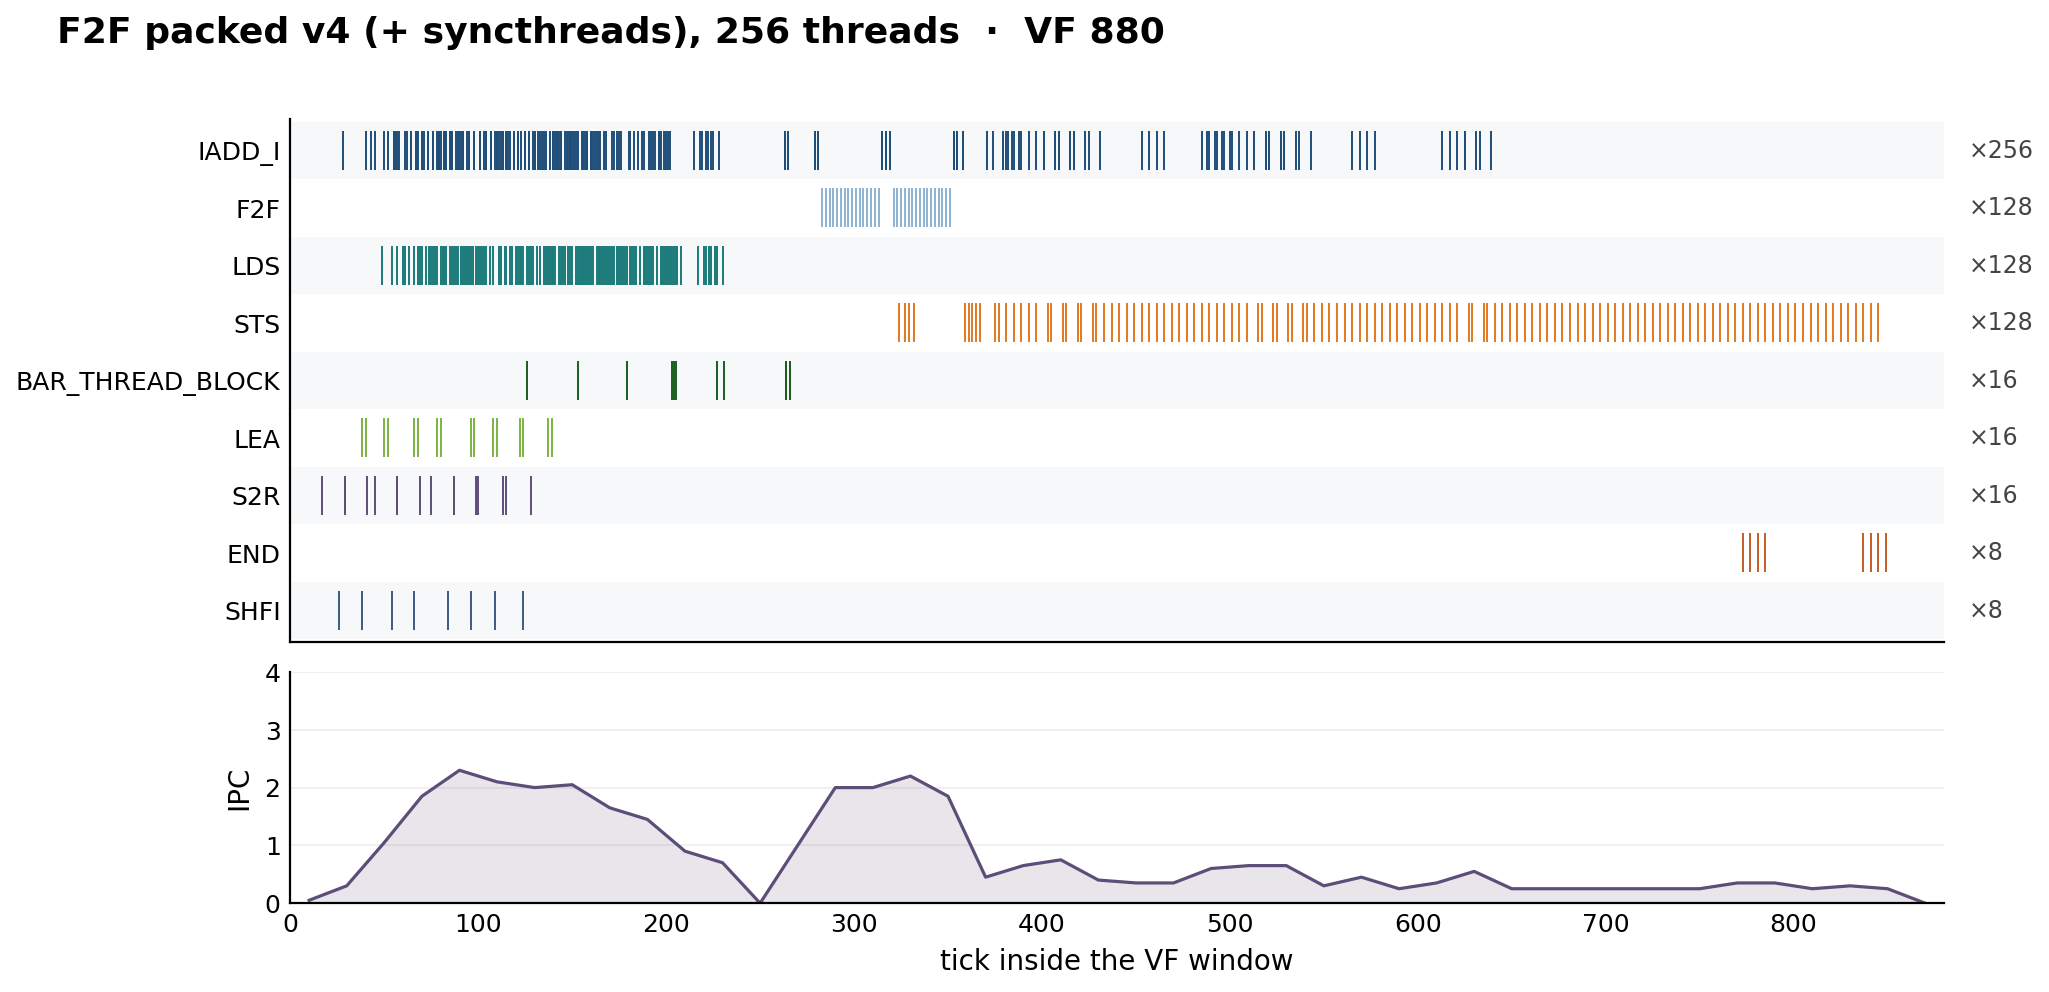 F2F packed v4 (+ syncthreads), 256 threads · VF 880
IADD_I ×256
F2F ×128
LDS ×128
STS ×128
BAR_THREAD_BLOCK ×16
LEA ×16
S2R ×16
END ×8
SHFI ×8
4
3
2
1
0
IPC
0 100 200 300 400 500 600 700 800
tick inside the VF window